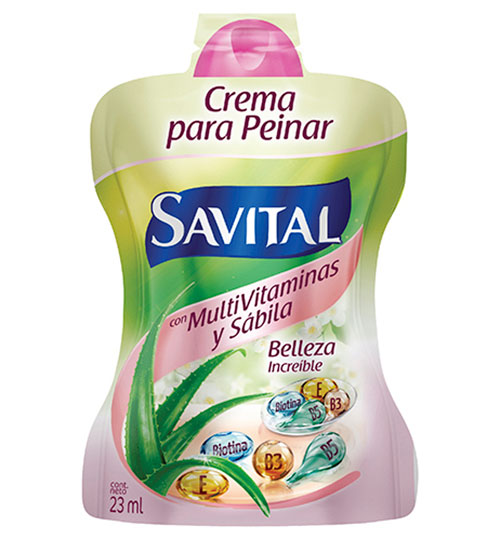 Crema
para Peinar
SAVITAL
con MultiVitaminas
y Sábila
Belleza
Increíble
E
Biotina
B5
B3
Biotina
B3
B5
E
cont.
neto
23 ml